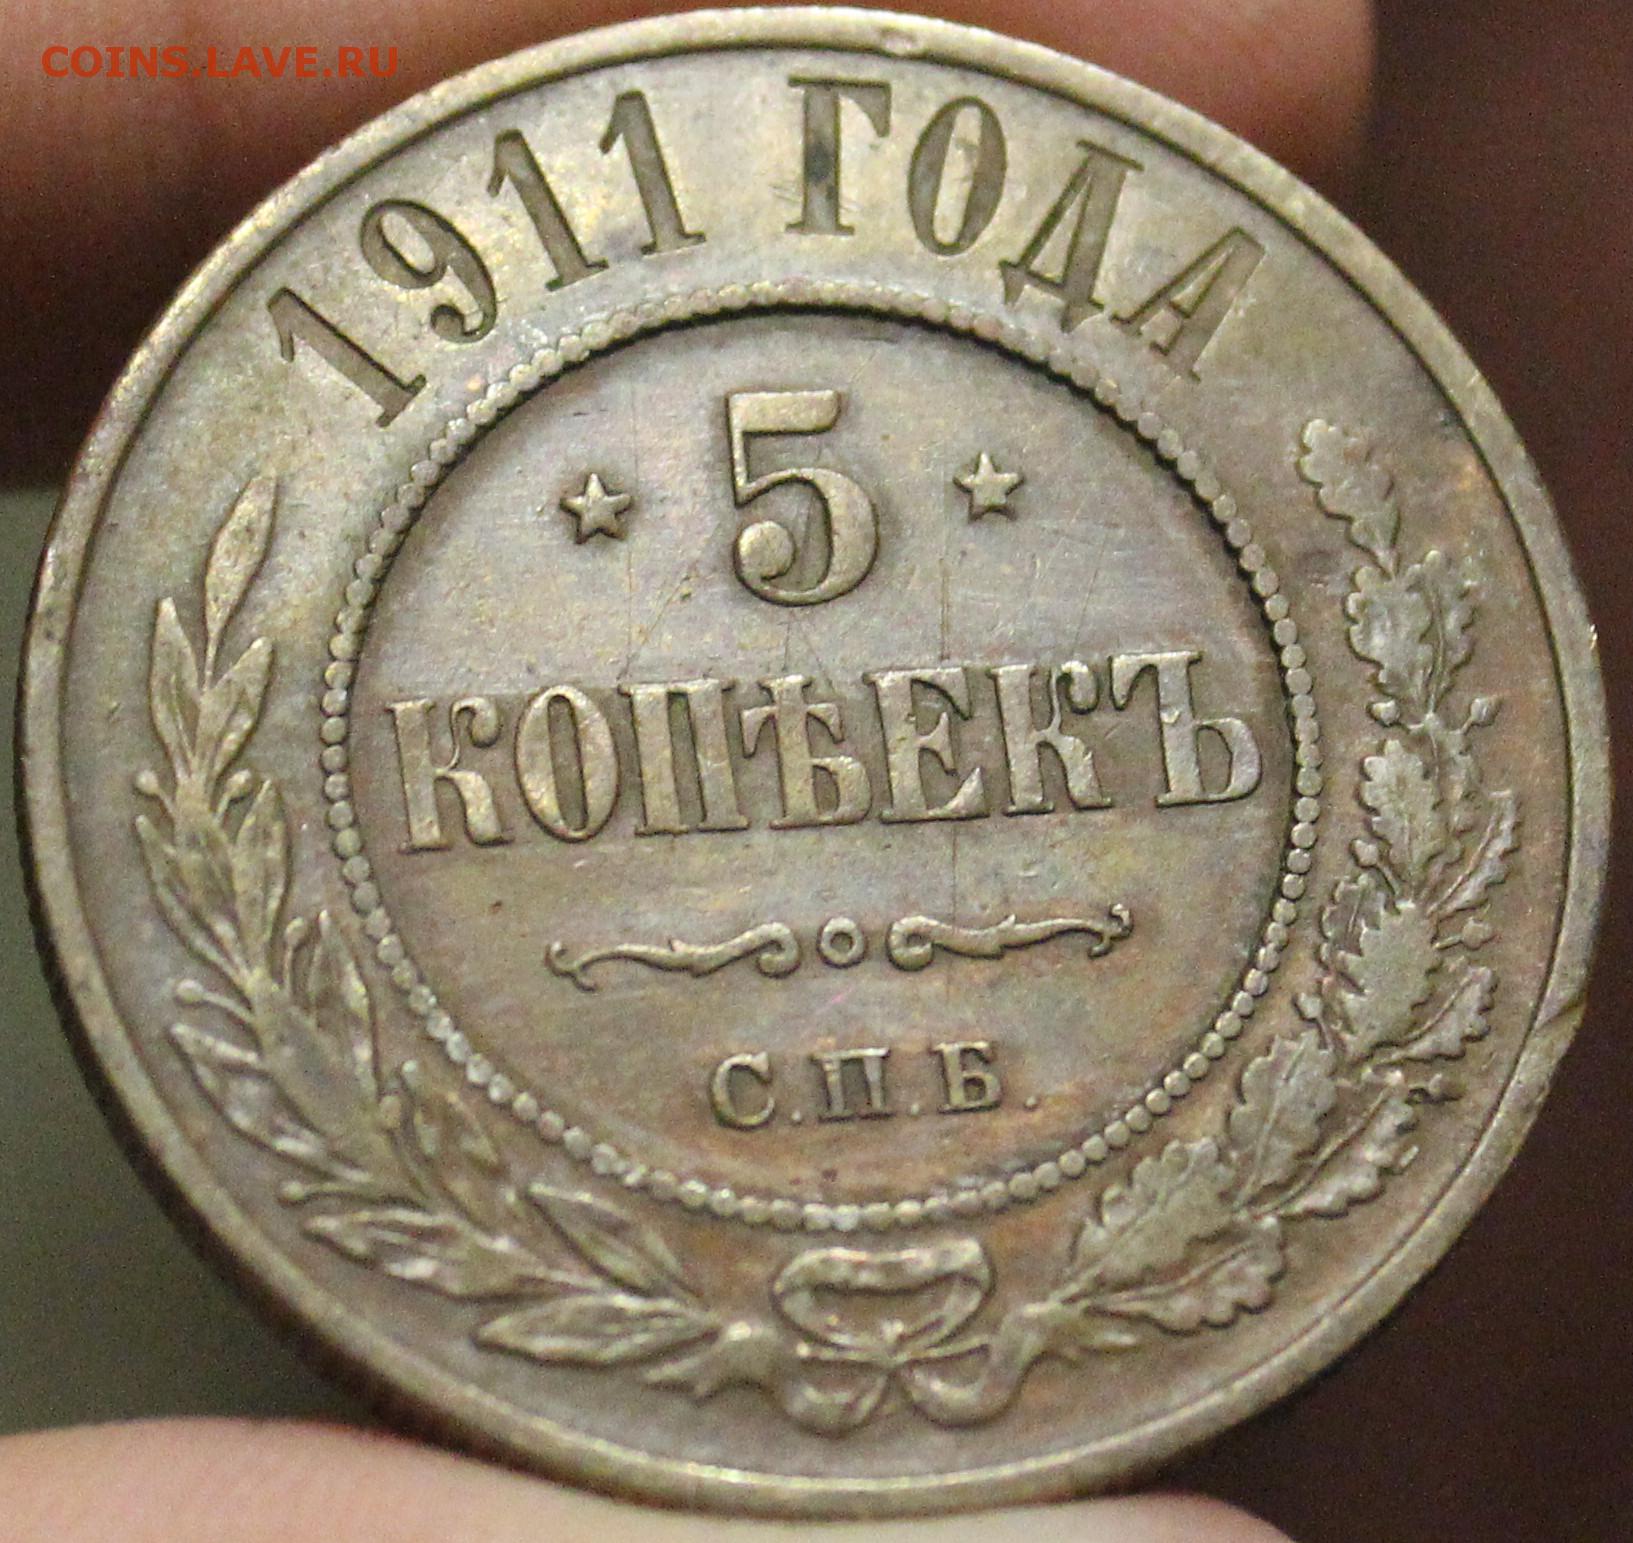 COINS.LAVE.RU
1911 ГОДА
5
КОПѢЕКЪ
С.П.Б.